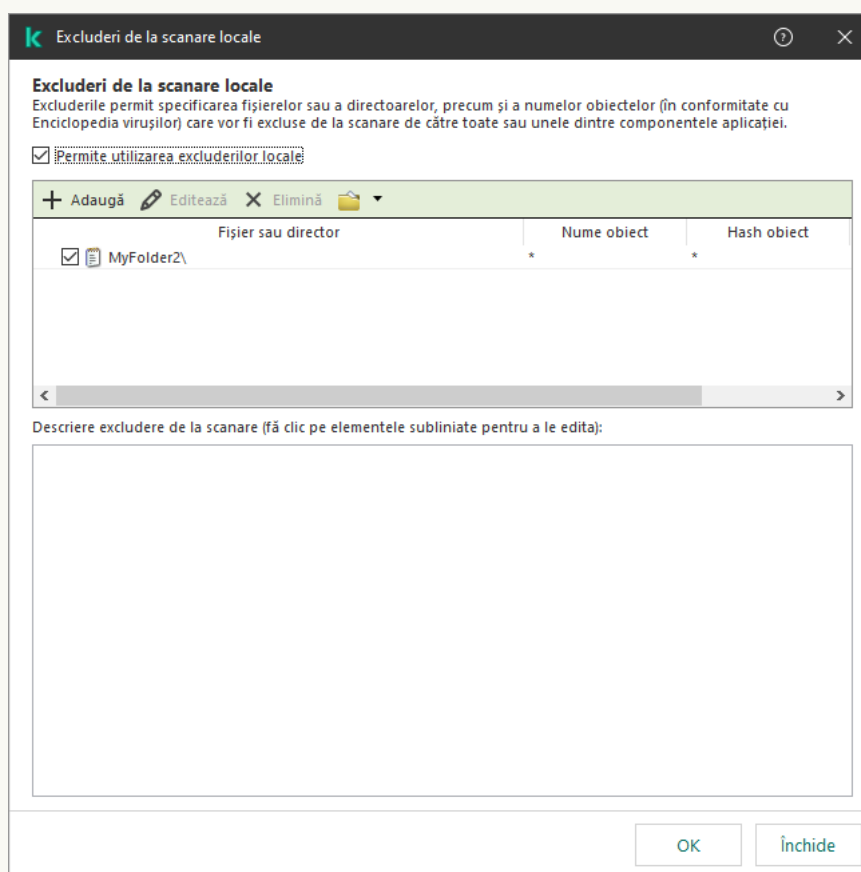 Excluderi de la scanare locale
Excluderi de la scanare locale
Excluderile permit specificarea fișierelor sau a directoarelor, precum și a numelor obiectelor (în conformitate cu
Enciclopedia virușilor) care vor fi excluse de la scanare de către toate sau unele dintre componentele aplicației.
Permite utilizarea excluderilor locale
Adaugă Editează Elimină
Fișier sau director Nume obiect Hash obiect
MyFolder2\ * *
Descriere excludere de la scanare (fă clic pe elementele subliniate pentru a le edita):
OK Închide